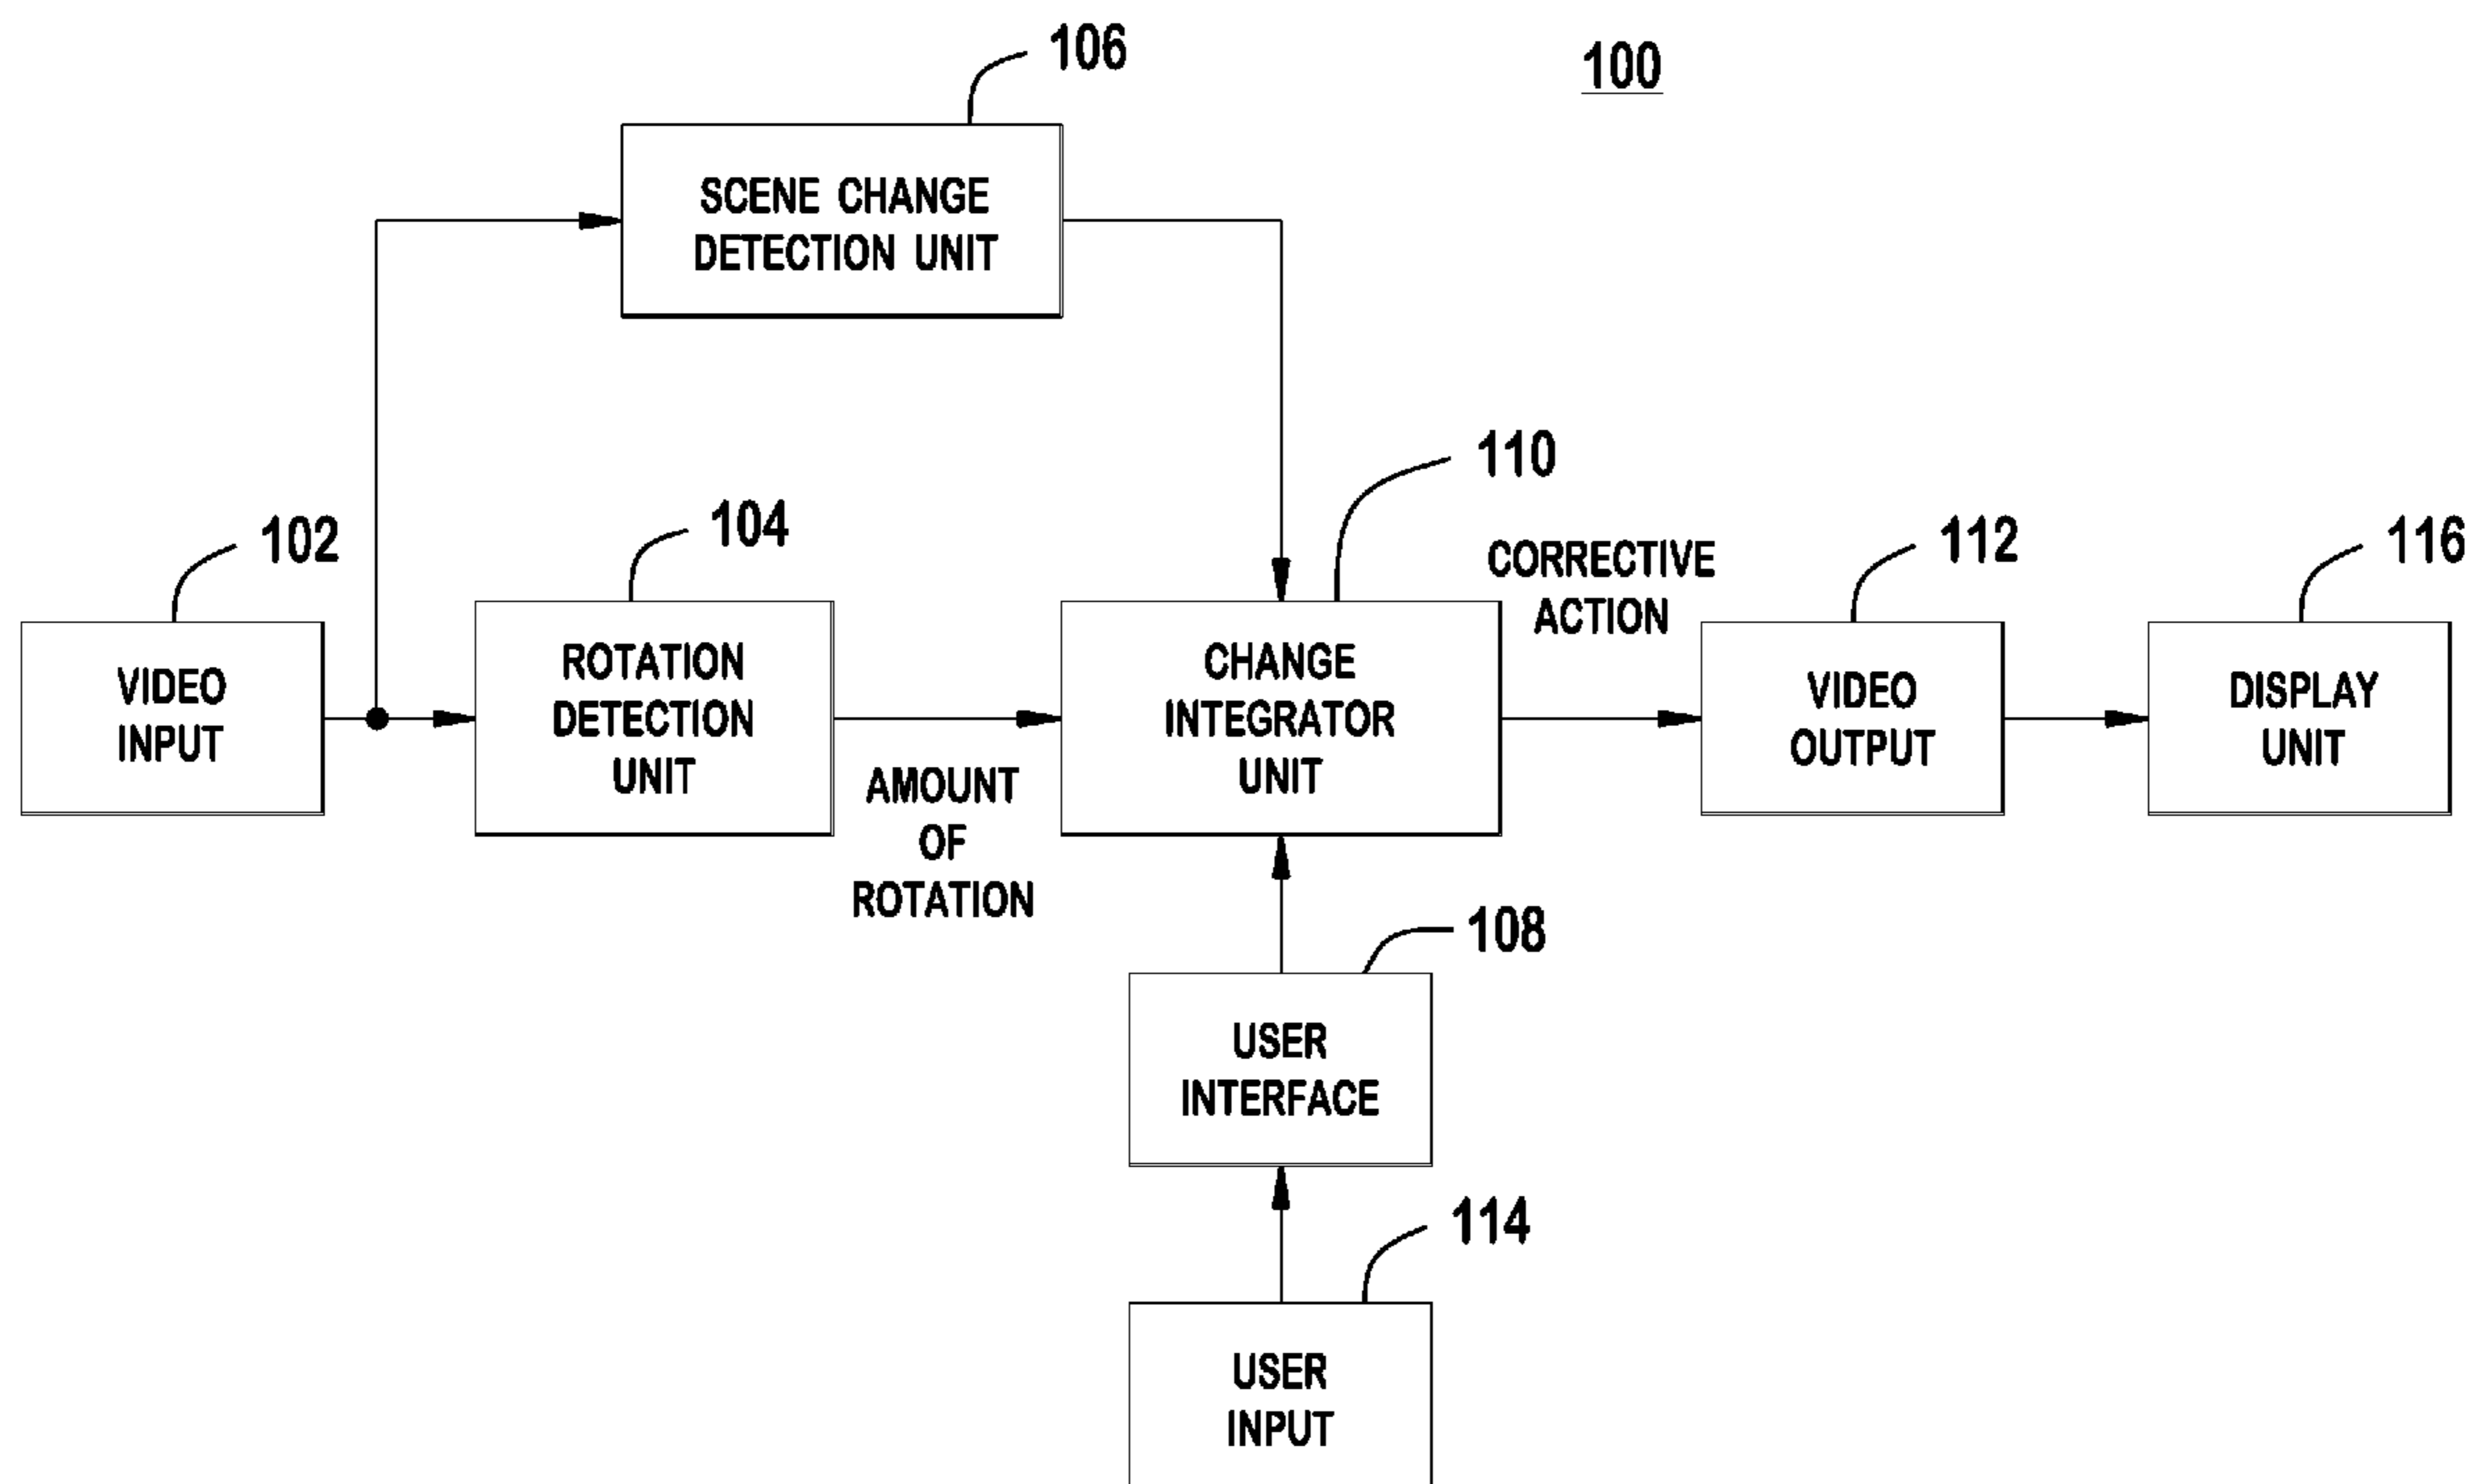 106
100
SCENE CHANGE
DETECTION UNIT
110
102
104
CORRECTIVE
ACTION
112
116
VIDEO
INPUT
ROTATION
DETECTION
UNIT
AMOUNT
OF
ROTATION
CHANGE
INTEGRATOR
UNIT
VIDEO
OUTPUT
DISPLAY
UNIT
108
USER
INTERFACE
114
USER
INPUT